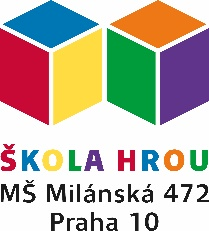 ŠKOLA HROU
MŠ Milánská 472
Praha 10